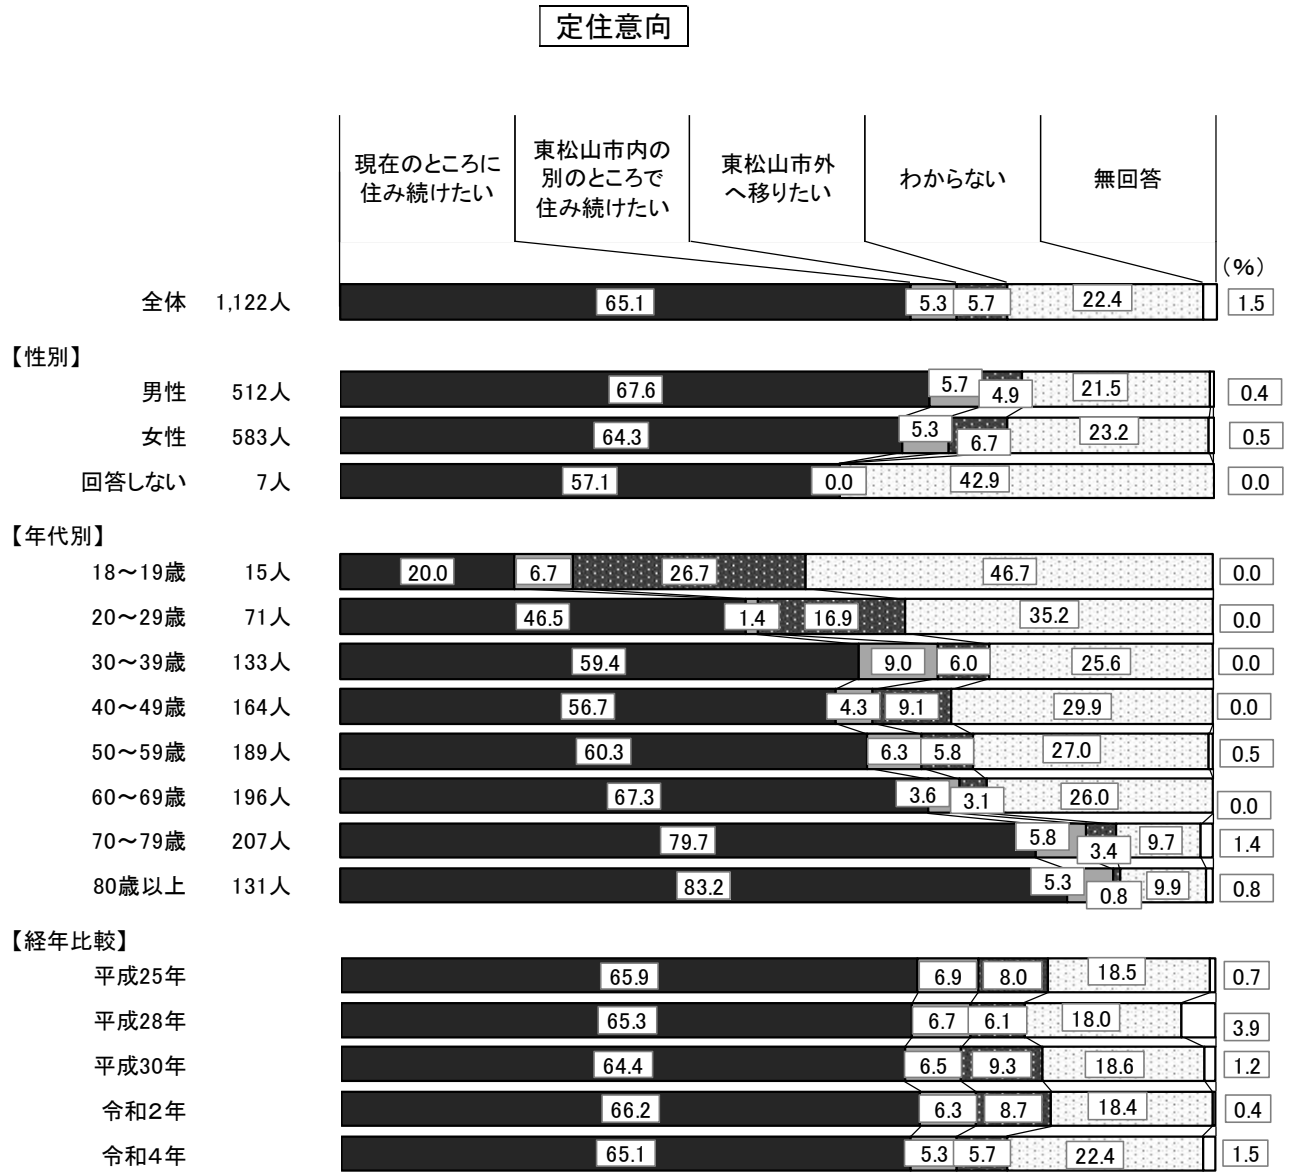 定住意向
現在のところに
住み続けたい
東松山市内の
別のところで
住み続けたい
東松山市外
へ移りたい
わからない
無回答
(%)
全体 1,122人 65.1 5.3 5.7 22.4 1.5
【性別】
男性 512人 67.6 5.7 4.9 21.5 0.4
女性 583人 64.3 5.3 6.7 23.2 0.5
回答しない 7人 57.1 0.0 42.9 0.0
【年代別】
18～19歳 15人 20.0 6.7 26.7 46.7 0.0
20～29歳 71人 46.5 1.4 16.9 35.2 0.0
30～39歳 133人 59.4 9.0 6.0 25.6 0.0
40～49歳 164人 56.7 4.3 9.1 29.9 0.0
50～59歳 189人 60.3 6.3 5.8 27.0 0.5
60～69歳 196人 67.3 3.6 3.1 26.0 0.0
70～79歳 207人 79.7 5.8 3.4 9.7 1.4
80歳以上 131人 83.2 5.3 0.8 9.9 0.8
【経年比較】
平成25年 65.9 6.9 8.0 18.5 0.7
平成28年 65.3 6.7 6.1 18.0 3.9
平成30年 64.4 6.5 9.3 18.6 1.2
令和2年 66.2 6.3 8.7 18.4 0.4
令和4年 65.1 5.3 5.7 22.4 1.5